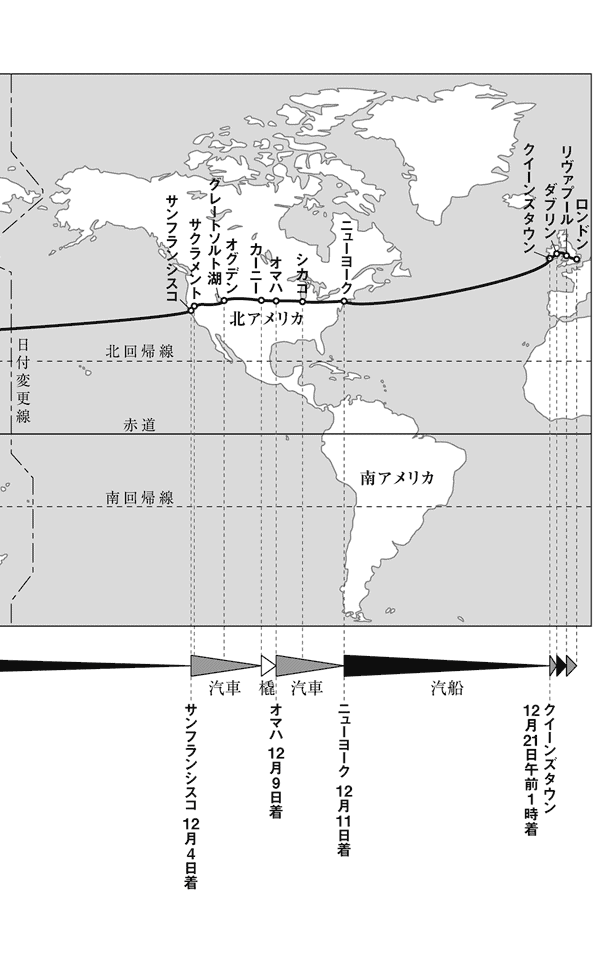 ロンドン
リヴァプール
ダブリン
クイーンズタウン
ニューヨーク
シカゴ
オマハ
カーニー
オグデン
グレートソルト湖
サクラメント
サンフランシスコ
北アメリカ
日付変更線
北回帰線
赤道
南アメリカ
南回帰線
汽車
橇
汽車
汽船
サンフランシスコ 12月4日着
オマハ 12月9日着
ニューヨーク 12月11日着
クイーンズタウン
12月21日午前1時着